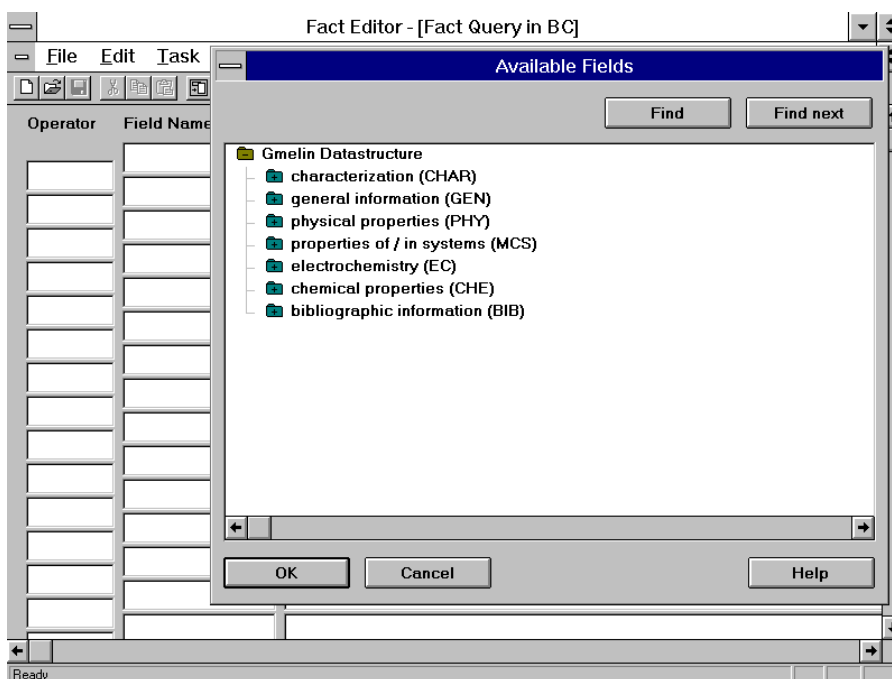 Fact Editor - [Fact Query in BC]
File Edit Task
Available Fields
Find Find next
Operator Field Name
Gmelin Datastructure
characterization (CHAR)
general information (GEN)
physical properties (PHY)
properties of / in systems (MCS)
electrochemistry (EC)
chemical properties (CHE)
bibliographic information (BIB)
OK Cancel Help
Ready